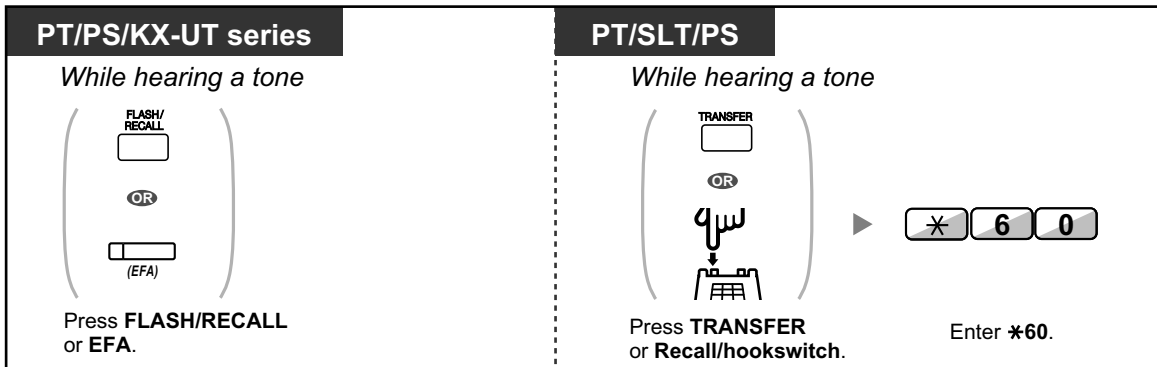 PT/PS/KX-UT series
While hearing a tone
FLASH/
RECALL
OR
(EFA)
Press FLASH/RECALL
or EFA.
PT/SLT/PS
While hearing a tone
TRANSFER
OR
Press TRANSFER
or Recall/hookswitch.
✳ 6 0
Enter ✳60.